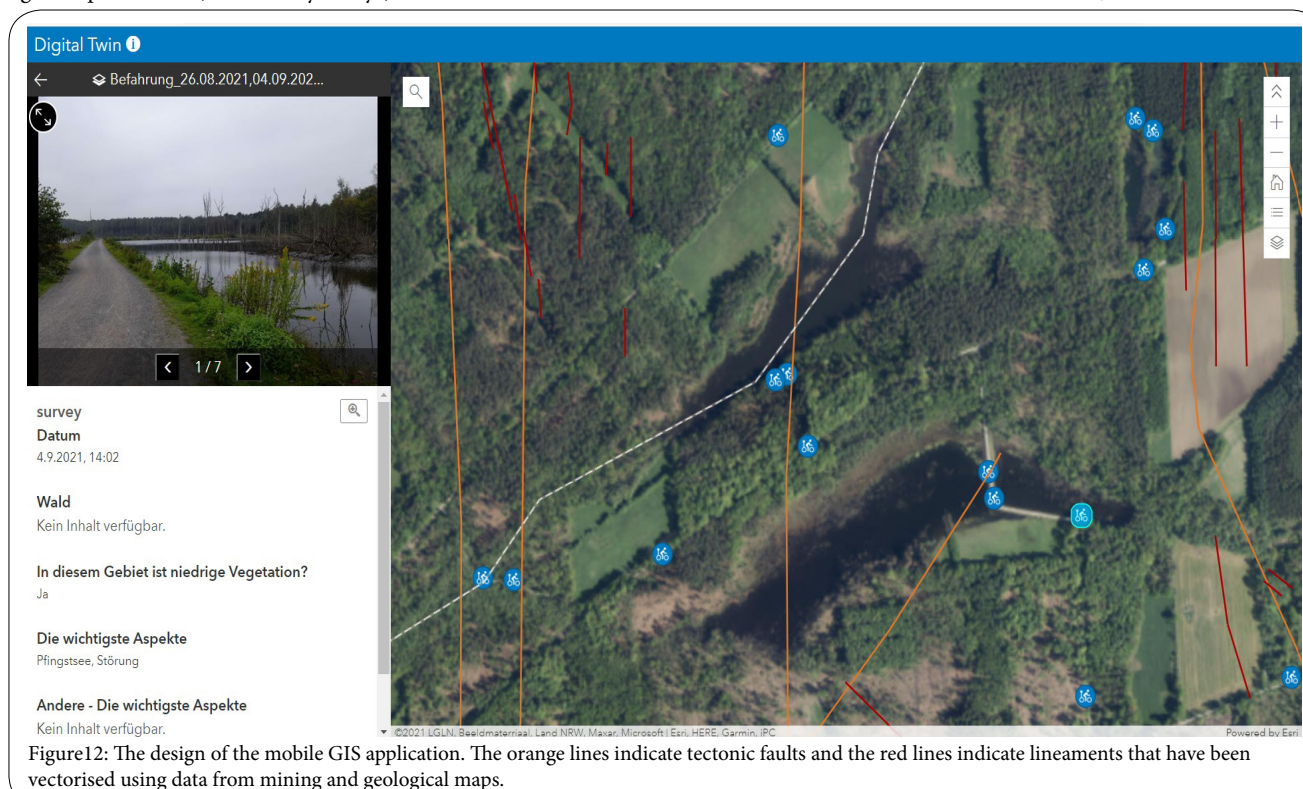 Digital Twin i
Befahrung_26.08.2021,04.09.202...
1 / 7
survey
Datum
4.9.2021, 14:02
Wald
Kein Inhalt verfügbar.
In diesem Gebiet ist niedrige Vegetation?
Ja
Die wichtigste Aspekte
Pfingstsee, Störung
Andere - Die wichtigste Aspekte
Kein Inhalt verfügbar.
©2021 LGLN, Beeldmateriaal, Land NRW, Maxar, Microsoft | Esri, HERE, Garmin, iPC
Powered by Esri
Figure12: The design of the mobile GIS application. The orange lines indicate tectonic faults and the red lines indicate lineaments that have been
vectorised using data from mining and geological maps.